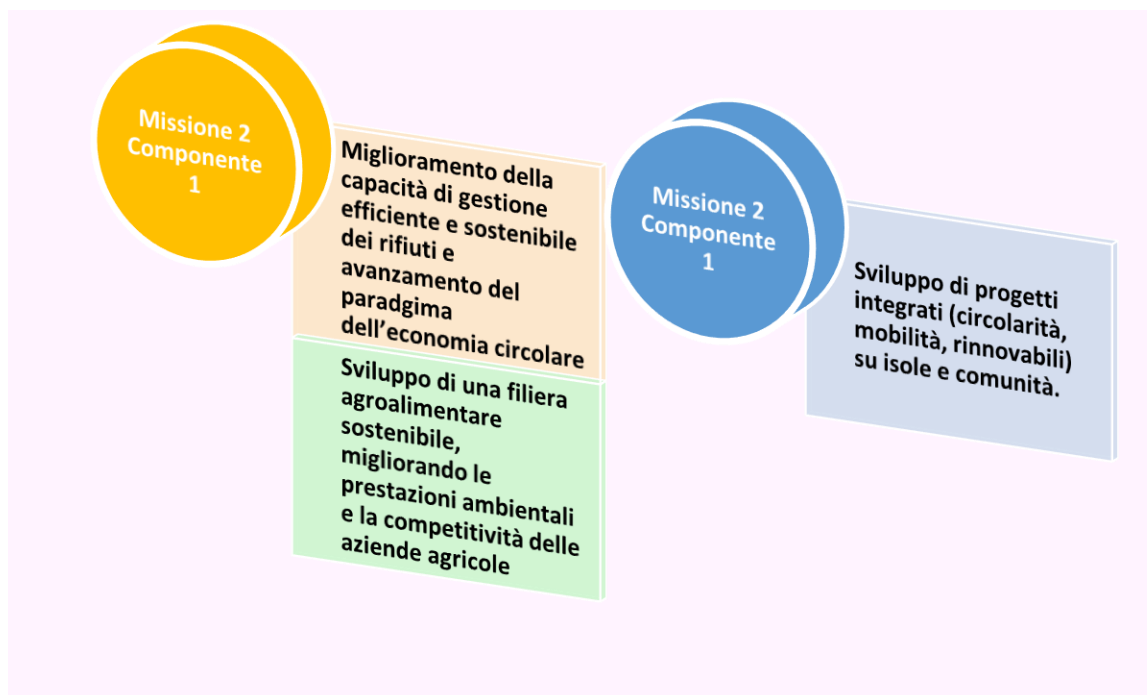 Missione 2
Componente
1
Miglioramento della
capacità di gestione
efficiente e sostenibile
dei rifiuti e
avanzamento del
paradgima
dell’economia circolare
Sviluppo di una filiera
agroalimentare
sostenibile,
migliorando le
prestazioni ambientali
e la competitività delle
aziende agricole
Missione 2
Componente
1
Sviluppo di progetti
integrati (circolarità,
mobilità, rinnovabili)
su isole e comunità.